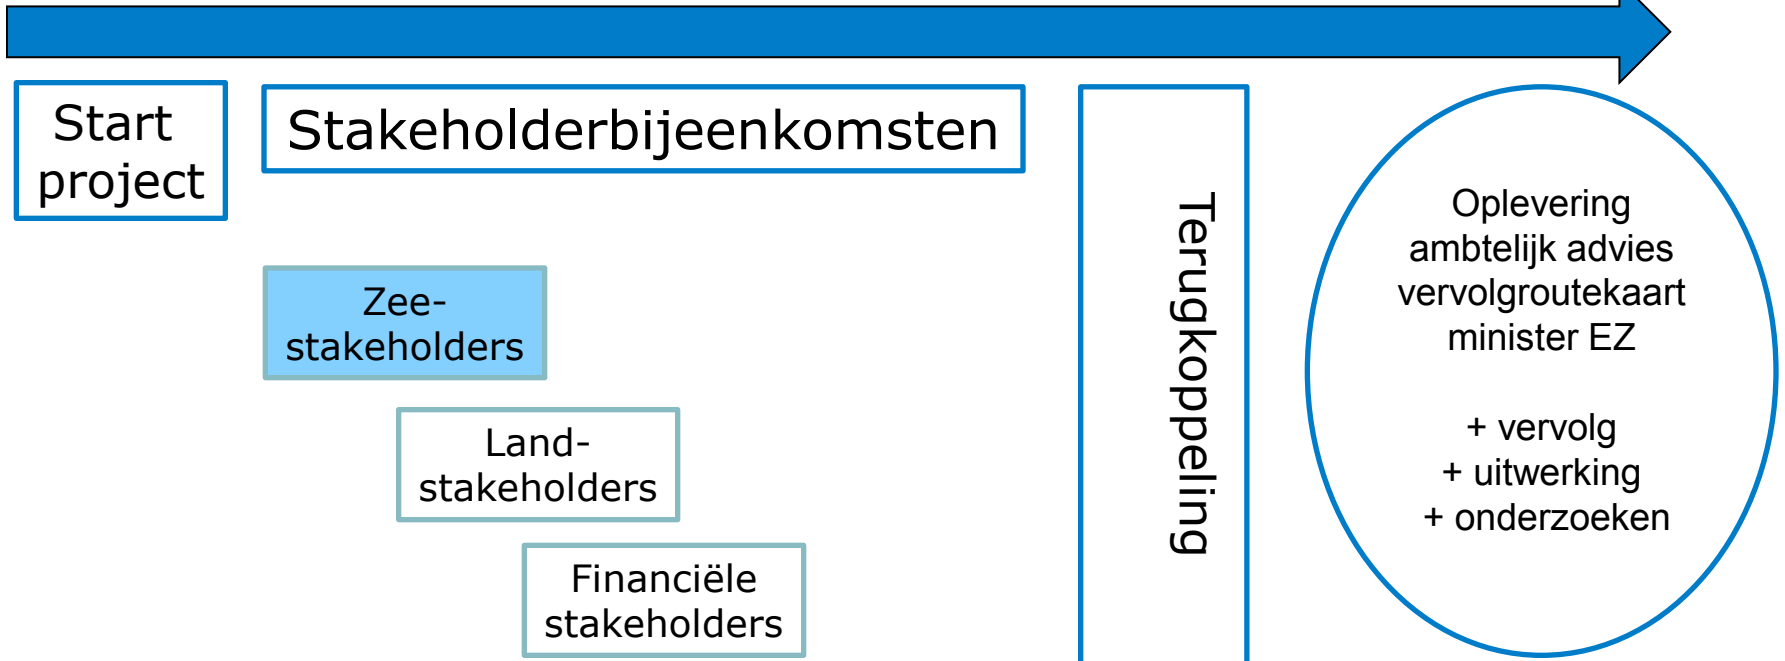 Start
project
Stakeholderbijeenkomsten
Zee-
stakeholders
Land-
stakeholders
Financiële
stakeholders
Terugkoppeling
Oplevering
ambtelijk advies
vervolgroutekaart
minister EZ
+ vervolg
+ uitwerking
+ onderzoeken